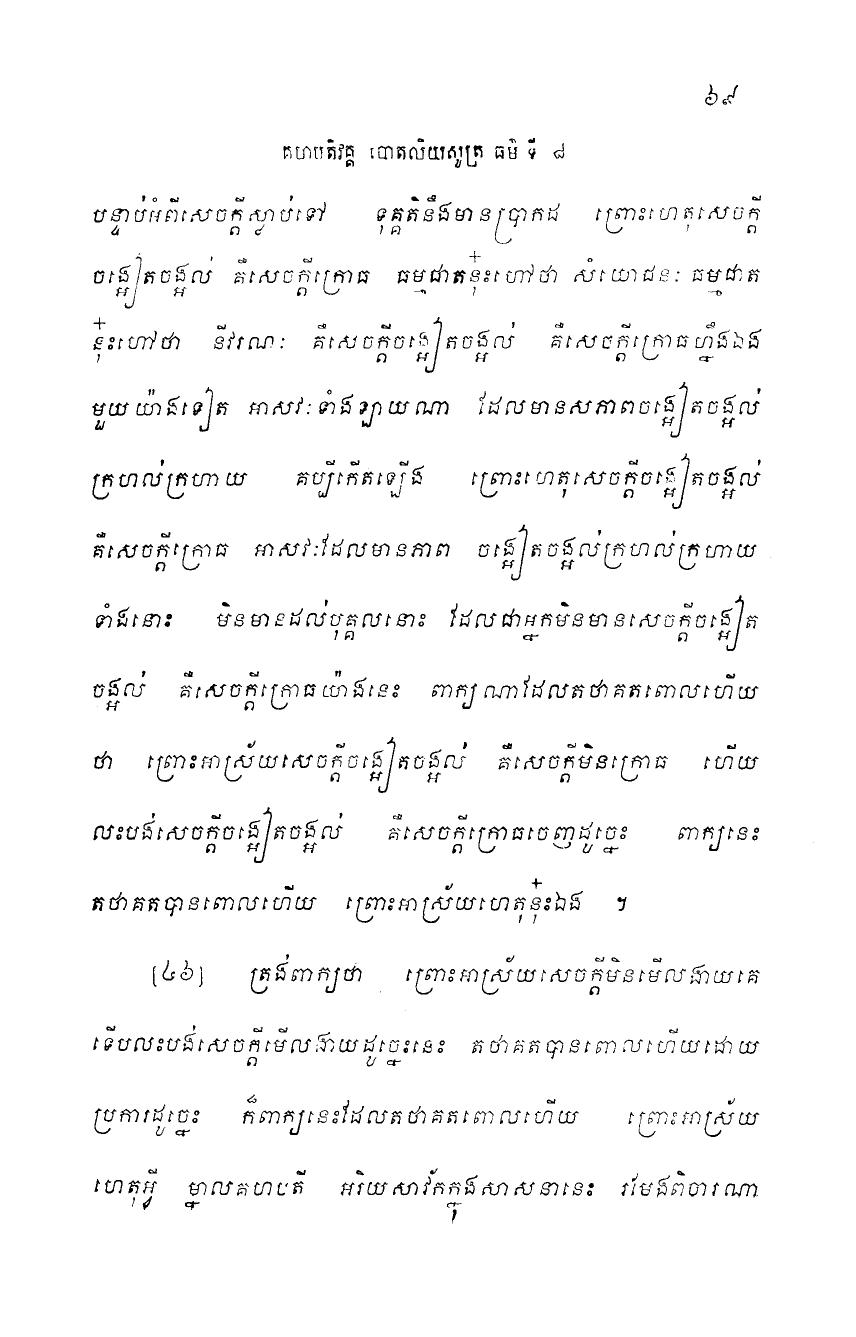 ៦៩
គហបតិវគ្គ បោតលិយសូត្រ ធម៌ ទី ៨
បន្ទាប់អំពីសេចក្តីស្លាប់ទៅ ទុគ្គតិនឹងមានប្រាកដ ព្រោះហេតុសេចក្តី
ចង្អៀតចង្អល់ គឺសេចក្តីក្រោធ ធម្មជាតនុ៎ះហៅថា សំយោជនៈ ធម្មជាត
នុ៎ះហៅថា នីវរណៈ គឺសេចក្តីចង្អៀតចង្អល់ គឺសេចក្តីក្រោធហ្នឹងឯង
មួយយ៉ាងទៀត អាសវៈទាំងឡាយណា ដែលមានសភាពចង្អៀតចង្អល់
ក្រហល់ក្រហាយ គប្បីកើតឡើង ព្រោះហេតុសេចក្តីចង្អៀតចង្អល់
គឺសេចក្តីក្រោធ អាសវៈដែលមានភាព ចង្អៀតចង្អល់ក្រហល់ក្រហាយ
ទាំងនោះ មិនមានដល់បុគ្គលនោះ ដែលជាអ្នកមិនមានសេចក្តីចង្អៀត
ចង្អល់ គឺសេចក្តីក្រោធយ៉ាងនេះ ពាក្យណាដែលតថាគតពោលហើយ
ថា ព្រោះអាស្រ័យសេចក្តីចង្អៀតចង្អល់ គឺសេចក្តីមិនក្រោធ ហើយ
លះបង់សេចក្តីចង្អៀតចង្អល់ គឺសេចក្តីក្រោធចេញដូច្នេះ ពាក្យនេះ
តថាគតបានពោលហើយ ព្រោះអាស្រ័យហេតុនុ៎ះឯង ។
[៤៦] ត្រង់ពាក្យថា ព្រោះអាស្រ័យសេចក្តីមិនមើលងាយគេ
ទើបលះបង់សេចក្តីមើលងាយដូច្នេះនេះ តថាគតបានពោលហើយដោយ
ប្រការដូច្នេះ ក៏ពាក្យនេះដែលតថាគតពោលហើយ ព្រោះអាស្រ័យ
ហេតុអ្វី ម្នាលគហបតី អរិយសាវ័កក្នុងសាសនានេះ រមែងពិចារណា